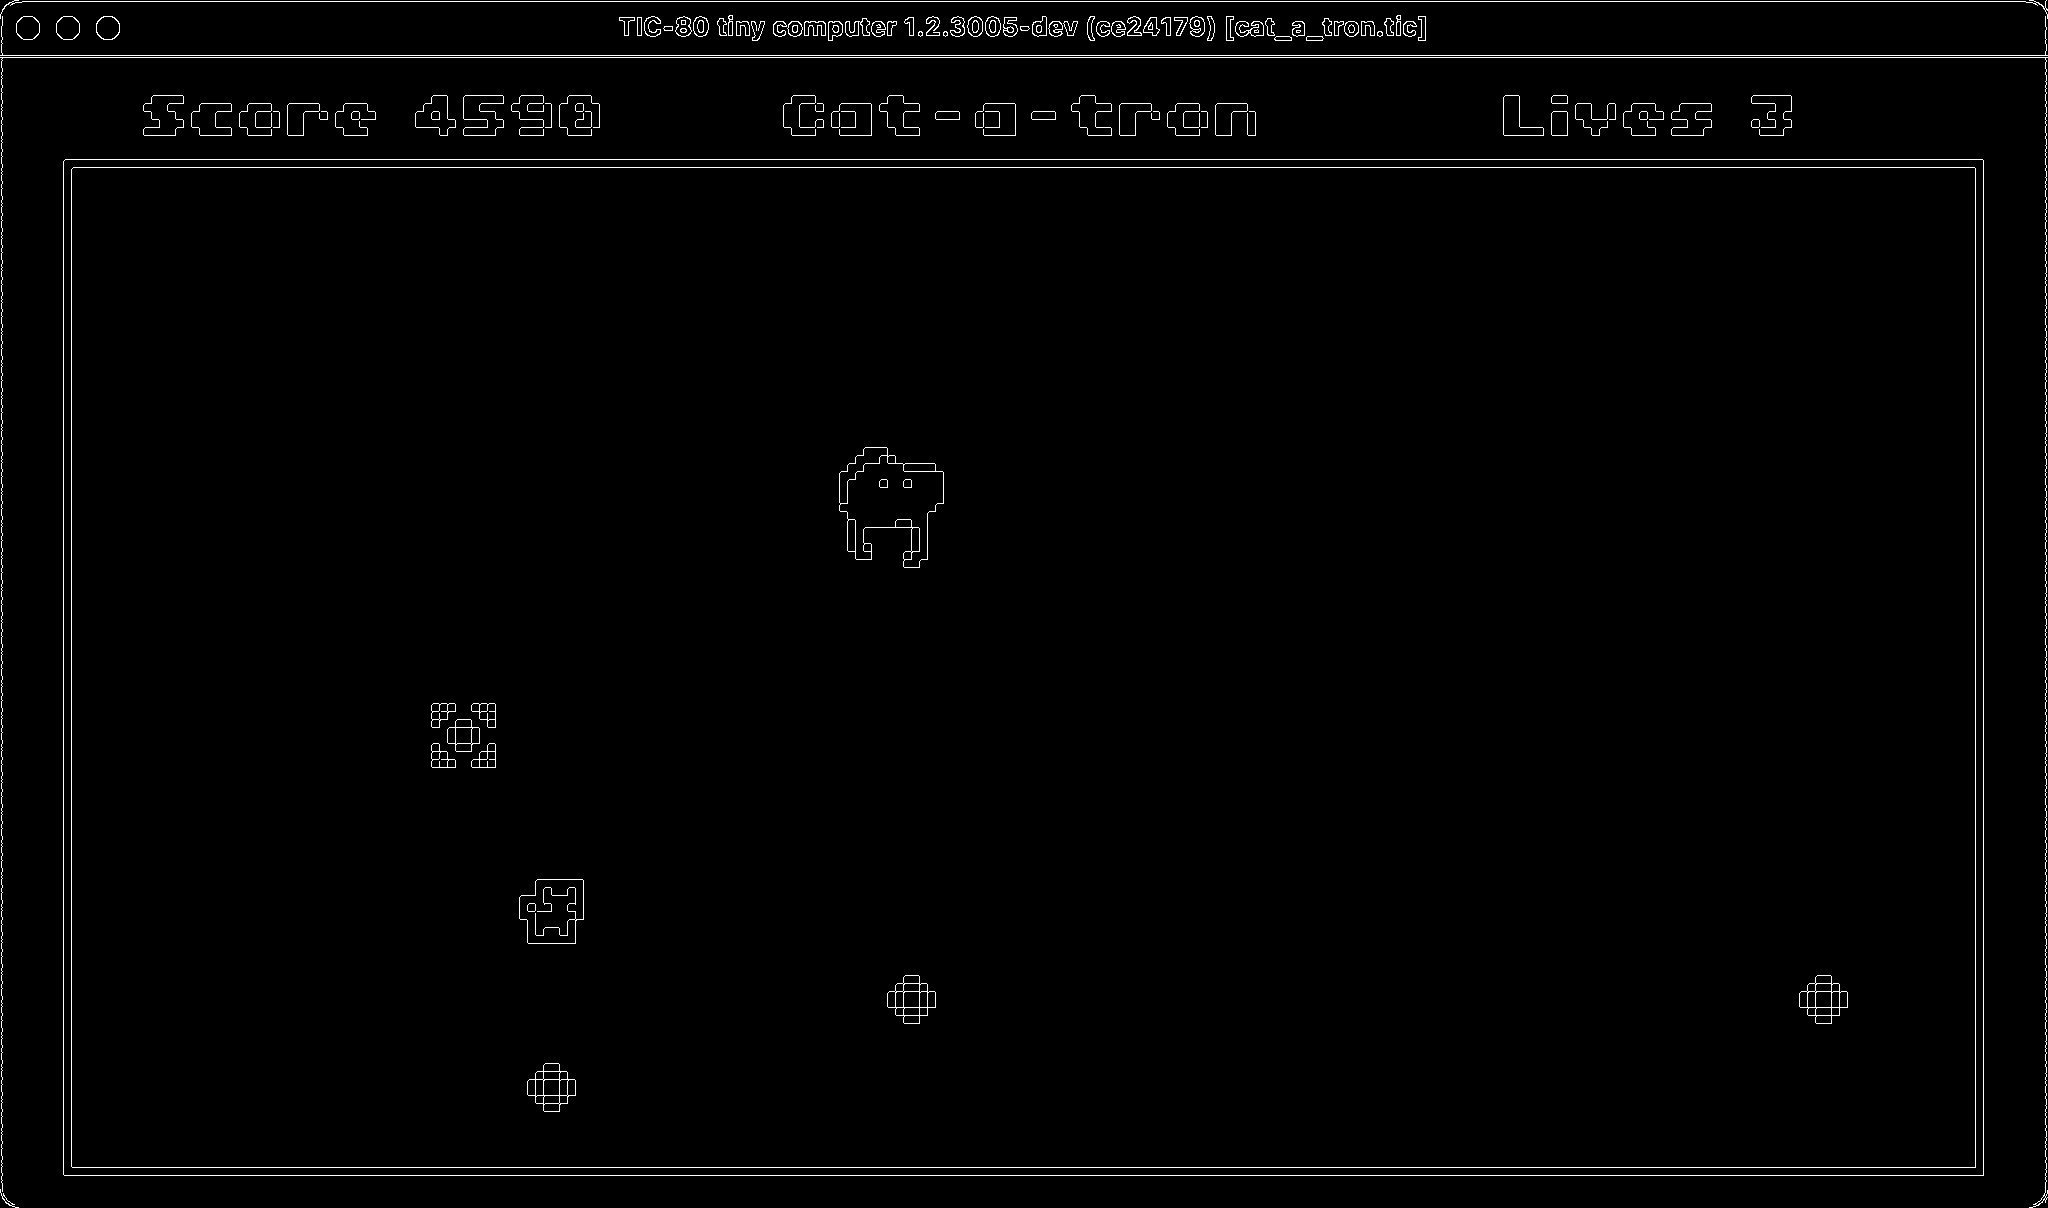 TIC-80 tiny computer 1.2.3005-dev (ce24179) [cat_a_tron.tic]
Score 4590 Cat-a-tron Lives 3